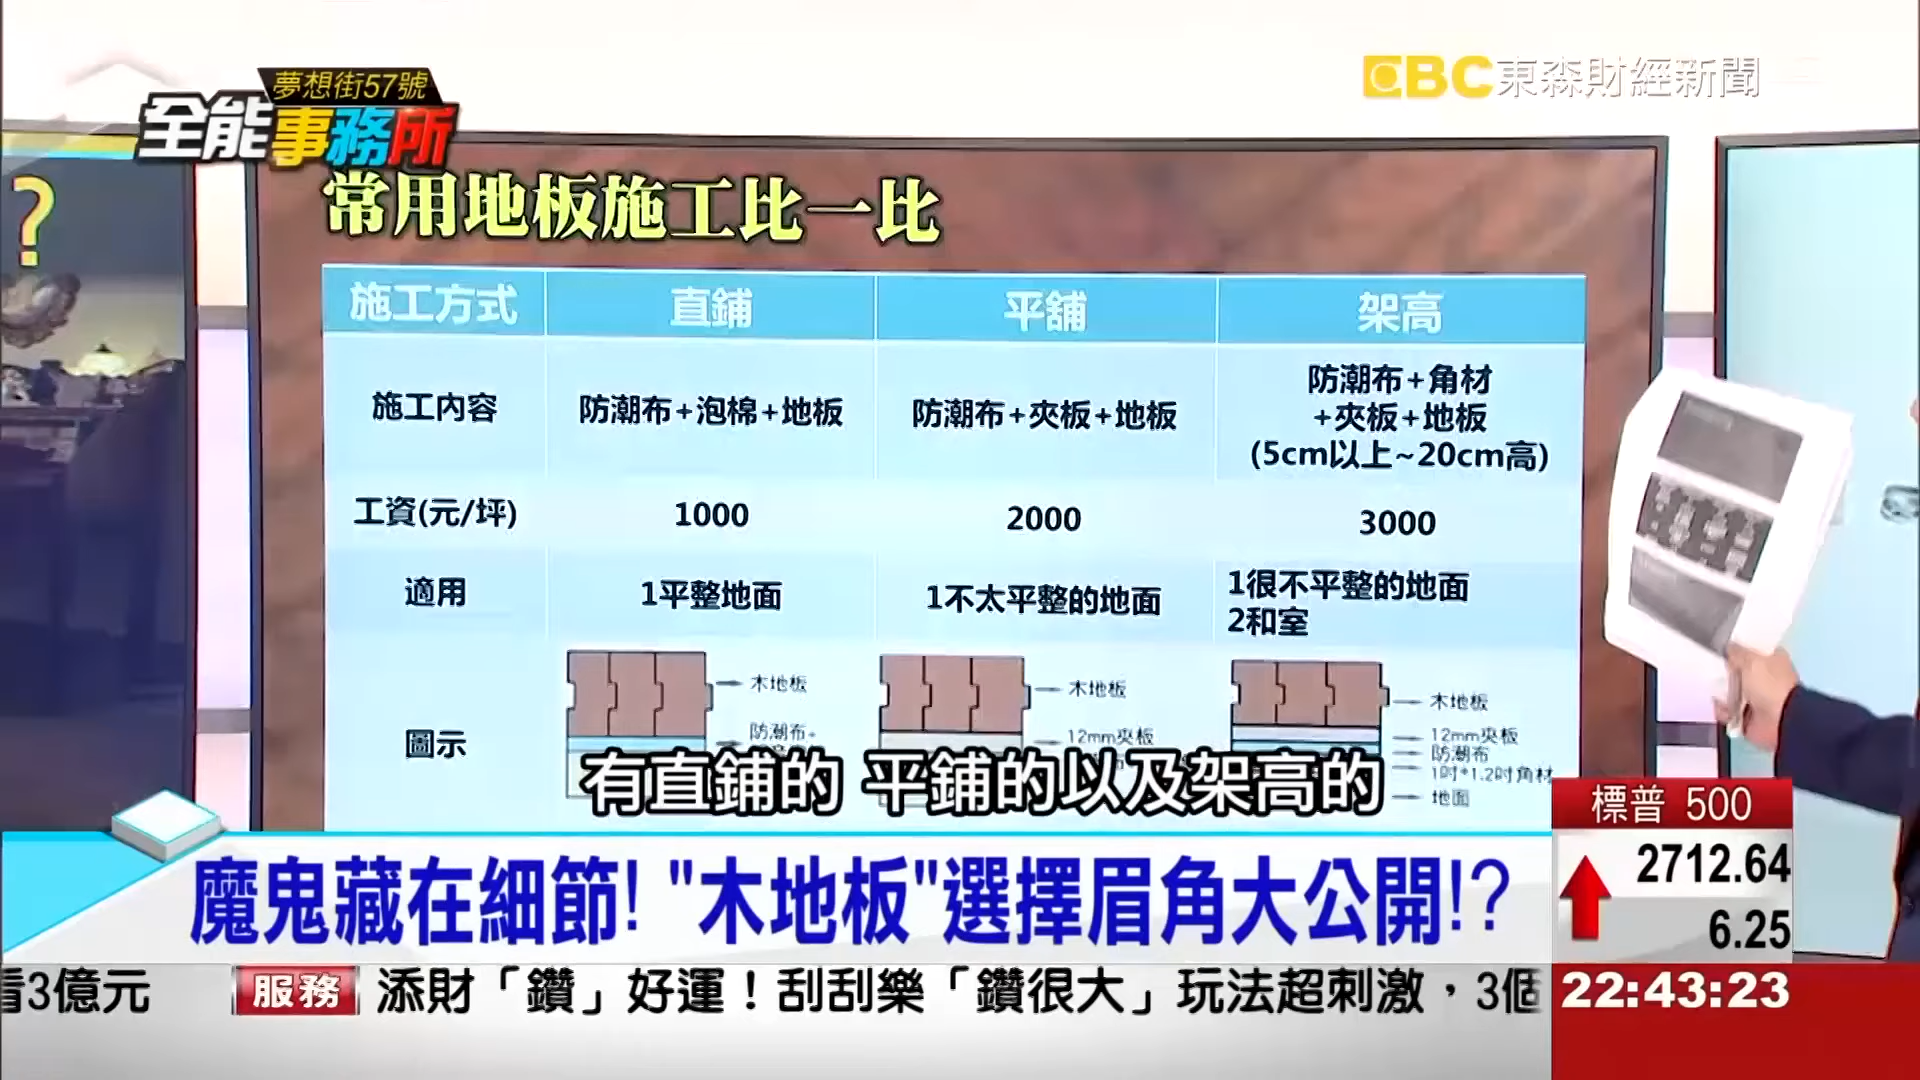 夢想街57號
全能事務所
EBC東森財經新聞
?
常用地板施工比一比
施工方式 直鋪 平舖 架高
施工內容 防潮布+泡棉+地板 防潮布+夾板+地板 防潮布+角材
+夾板+地板
(5cm以上~20cm高)
工資(元/坪) 1000 2000 3000
適用 1平整地面 1不太平整的地面 1很不平整的地面
2和室
圖示
木地板
防潮布+
木地板
12mm夾板
木地板
12mm夾板
防潮布
1吋*1.2吋角材
地面
有直鋪的 平鋪的以及架高的
魔鬼藏在細節! "木地板"選擇眉角大公開!?
標普 500
2712.64
6.25
看3億元 服務 添財「鑽」好運！刮刮樂「鑽很大」玩法超刺激，3個
22:43:23